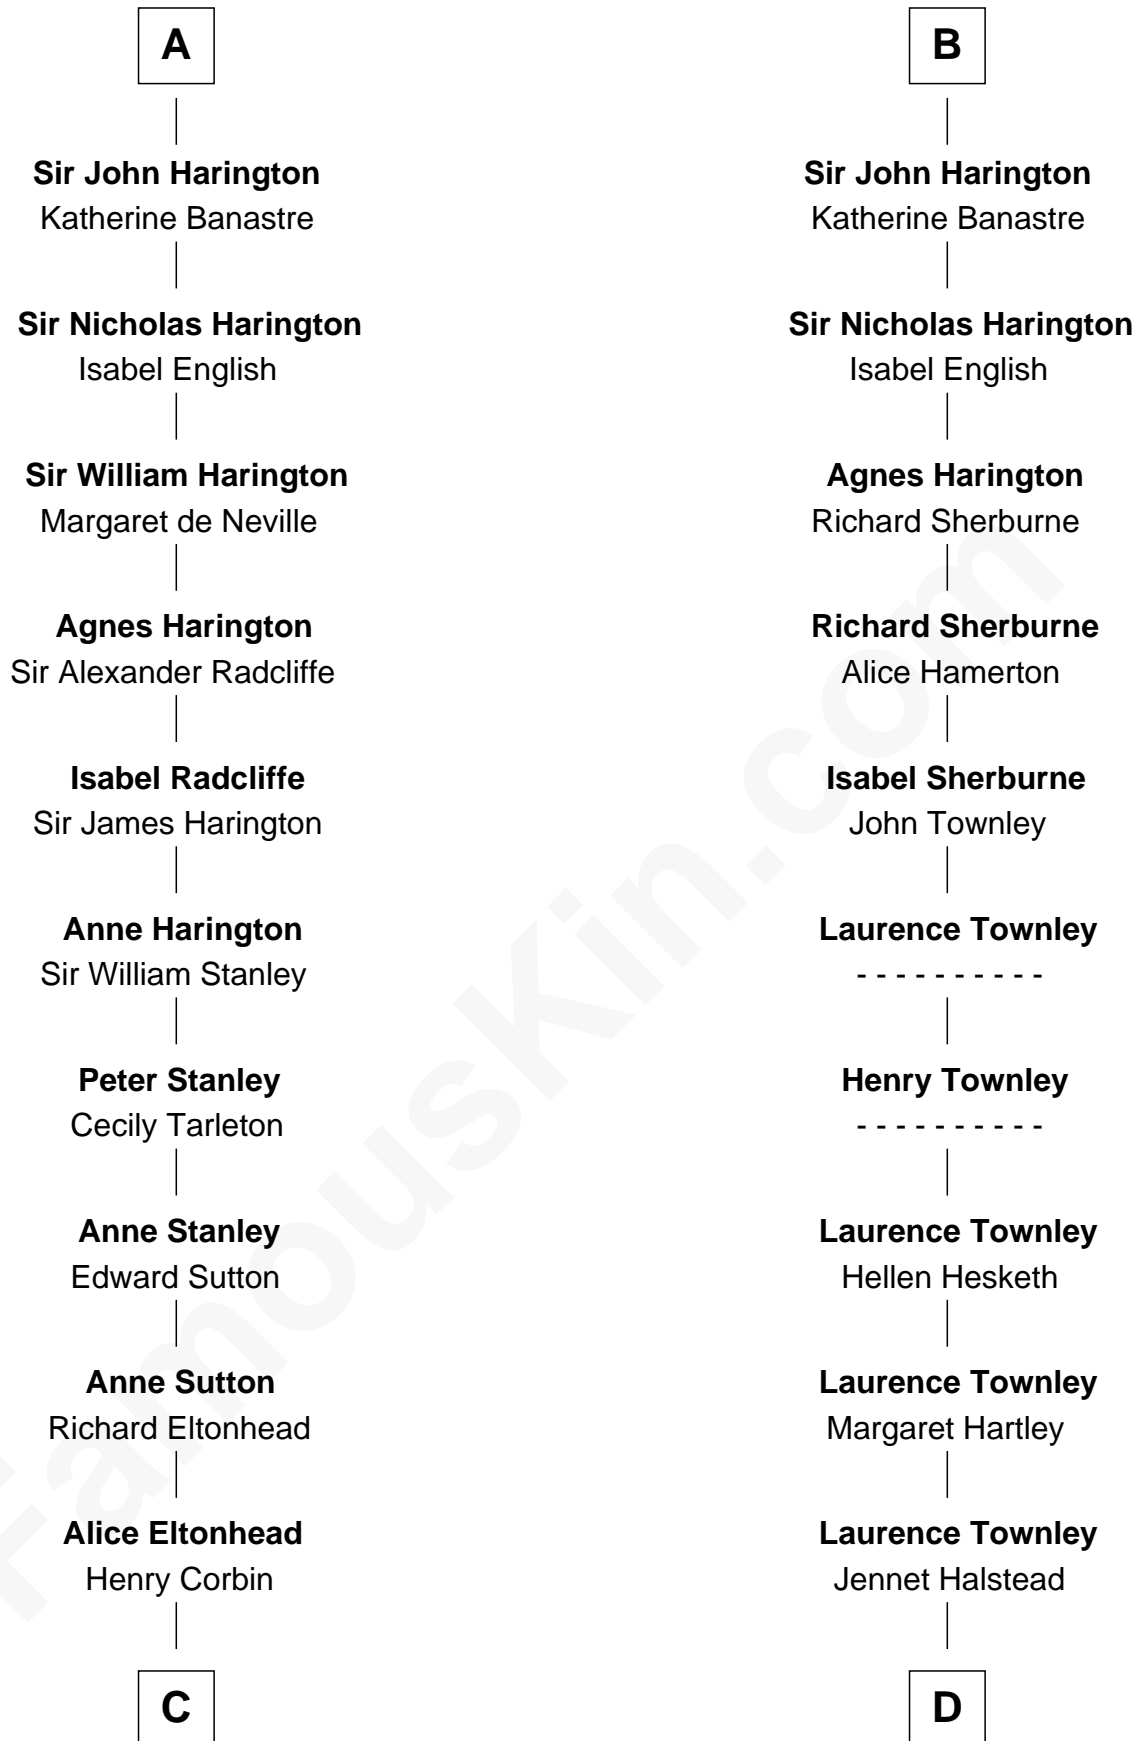 A
Sir John Harington
Katherine Banastre
Sir Nicholas Harington
Isabel English
Sir William Harington
Margaret de Neville
Agnes Harington
Sir Alexander Radcliffe
Isabel Radcliffe
Sir James Harington
Anne Harington
Sir William Stanley
Peter Stanley
Cecily Tarleton
Anne Stanley
Edward Sutton
Anne Sutton
Richard Eltonhead
Alice Eltonhead
Henry Corbin
C
B
Sir John Harington
Katherine Banastre
Sir Nicholas Harington
Isabel English
Agnes Harington
Richard Sherburne
Richard Sherburne
Alice Hamerton
Isabel Sherburne
John Townley
Laurence Townley
- - - - - - - - - -
Henry Townley
- - - - - - - - - -
Laurence Townley
Hellen Hesketh
Laurence Townley
Margaret Hartley
Laurence Townley
Jennet Halstead
D
FamousKin.com